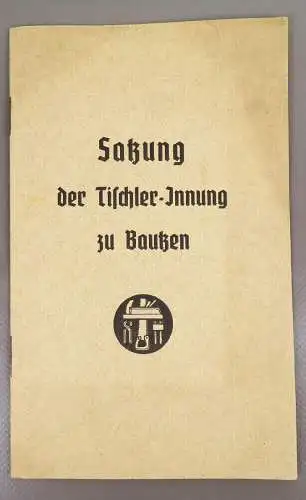 Satzung
der Tischler-Innung
zu Bautzen